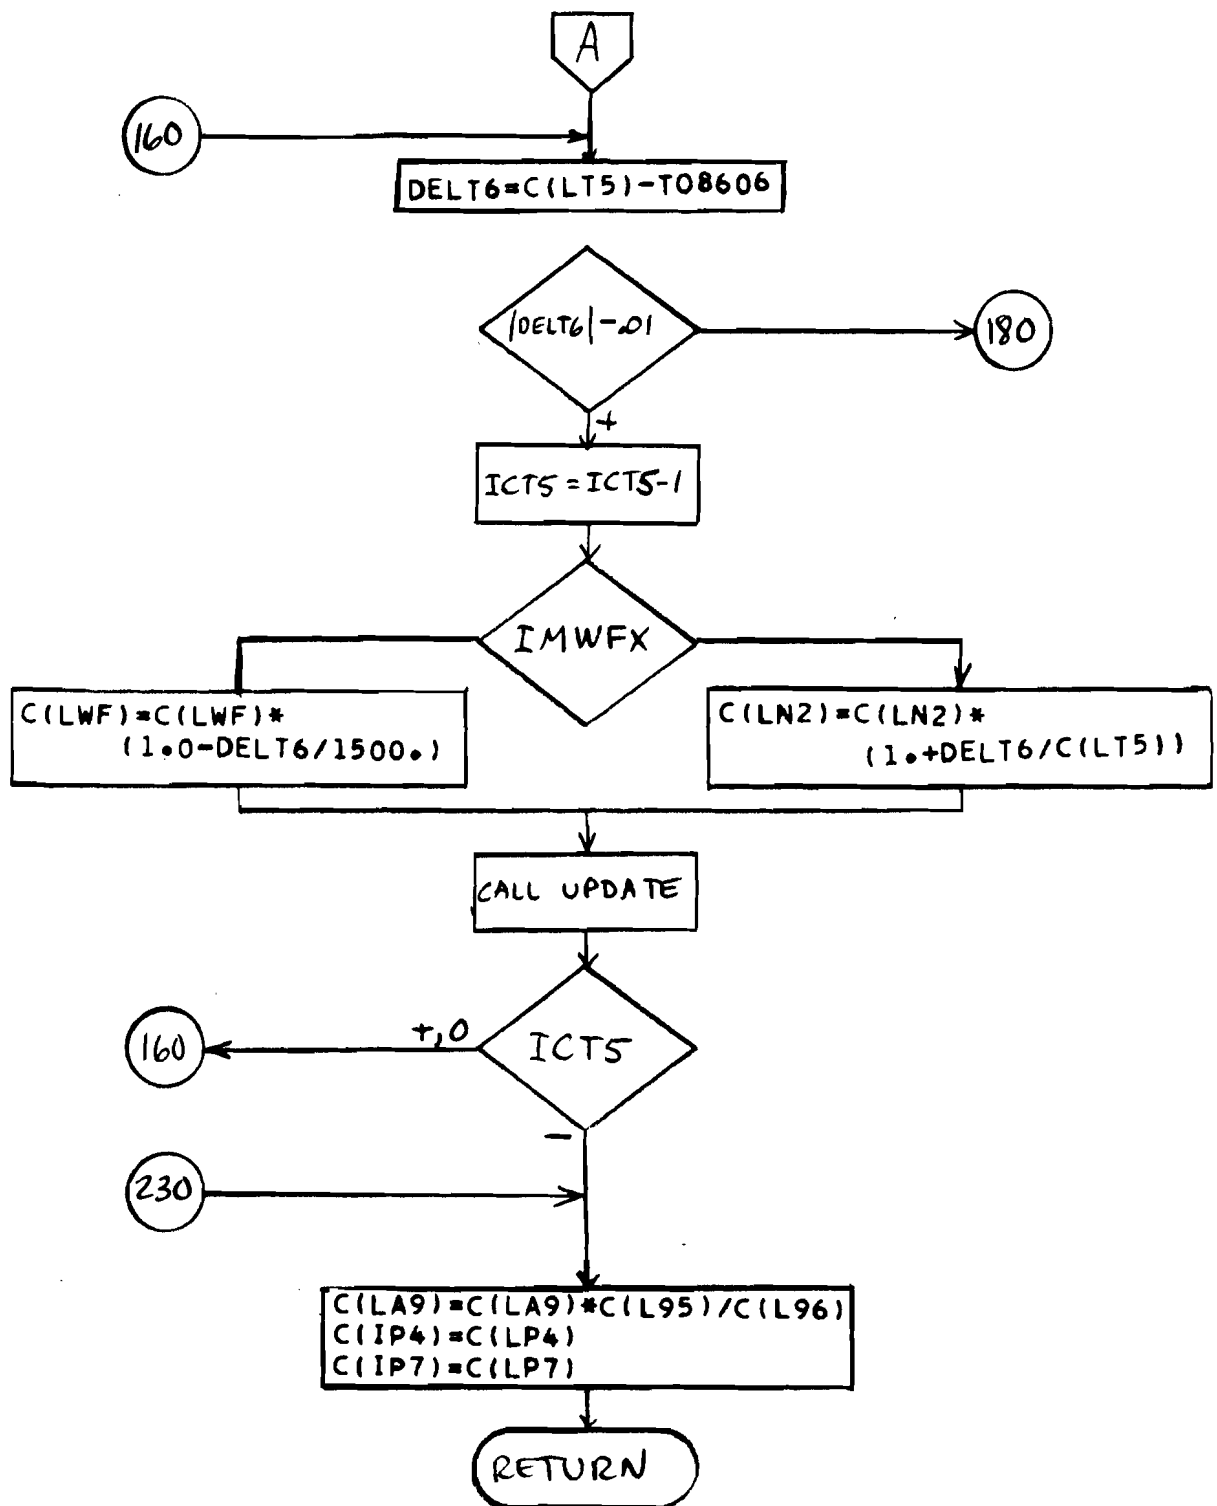 A
160
DELT6=C(LT5)-TO8606
|DELT6|-.01
180
+
ICT5=ICT5-1
IMWFX
C(LWF)=C(LWF)*
(1.0-DELT6/1500.)
C(LN2)=C(LN2)*
(1.+DELT6/C(LT5))
CALL UPDATE
160
+,0
ICT5
-
230
C(LA9)=C(LA9)*C(L95)/C(L96)
C(IP4)=C(LP4)
C(IP7)=C(LP7)
RETURN